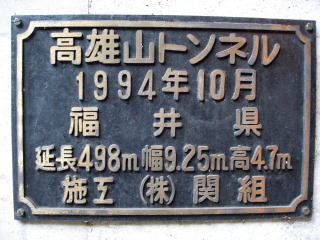 高雄山トンネル
1994年10月
福井県
延長498m幅9.25m高4.7m
施工 (株)関組